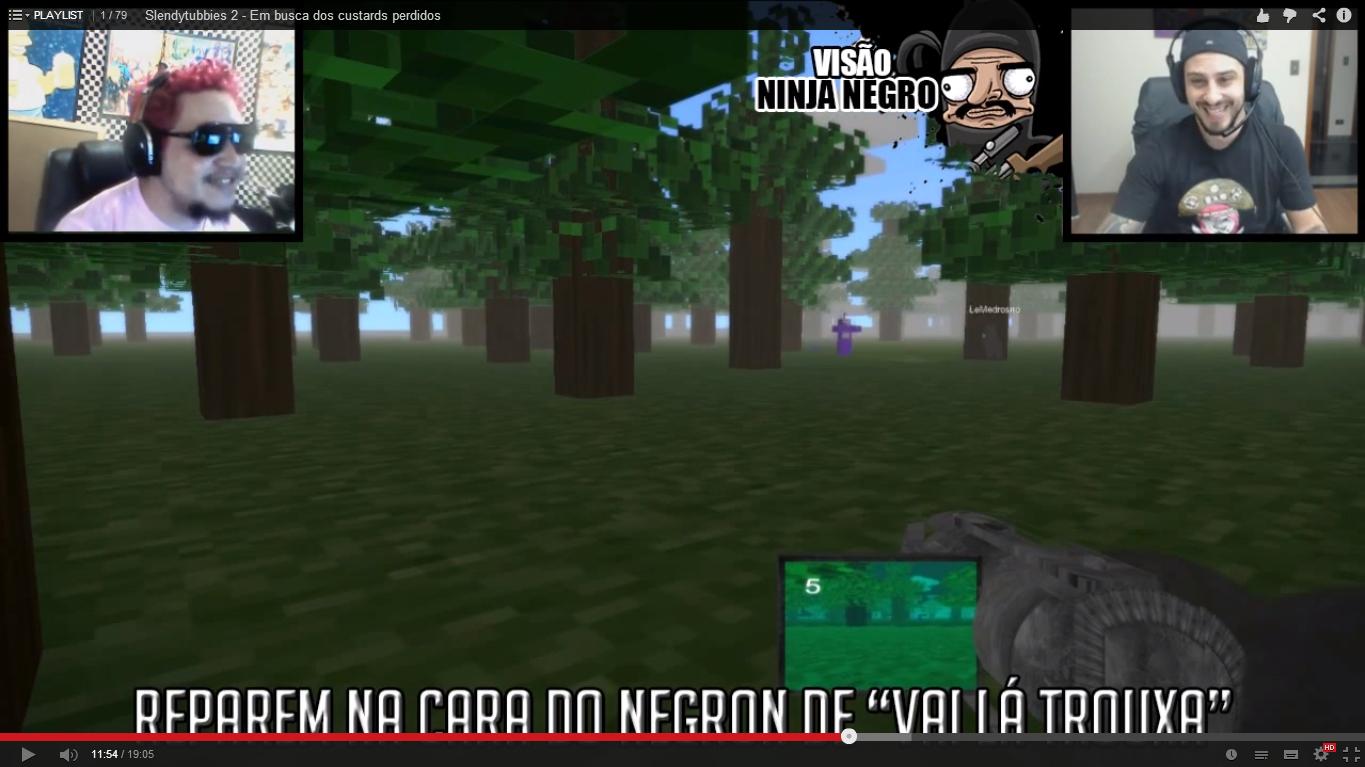 PLAYLIST 1 / 79 Slendytubbies 2 - Em busca dos custards perdidos
VISÃO
NINJA NEGRO
LeMedrosno
5
REPAREM NA CARA DO NEGRON DE “VAI LÁ TROUXA”
11:54 / 19:05
HD